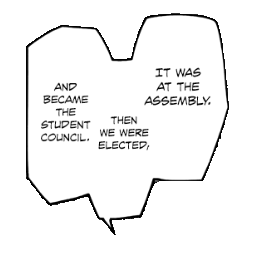 IT WAS
AT THE
ASSEMBLY.
THEN
WE WERE
ELECTED,
AND
BECAME
THE
STUDENT
COUNCIL.